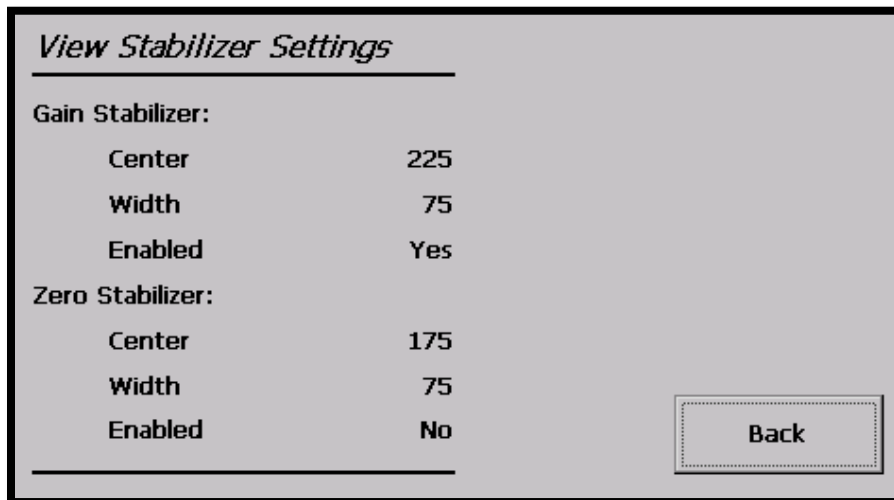 View Stabilizer Settings
Gain Stabilizer:
Center 225
Width 75
Enabled Yes
Zero Stabilizer:
Center 175
Width 75
Enabled No
Back